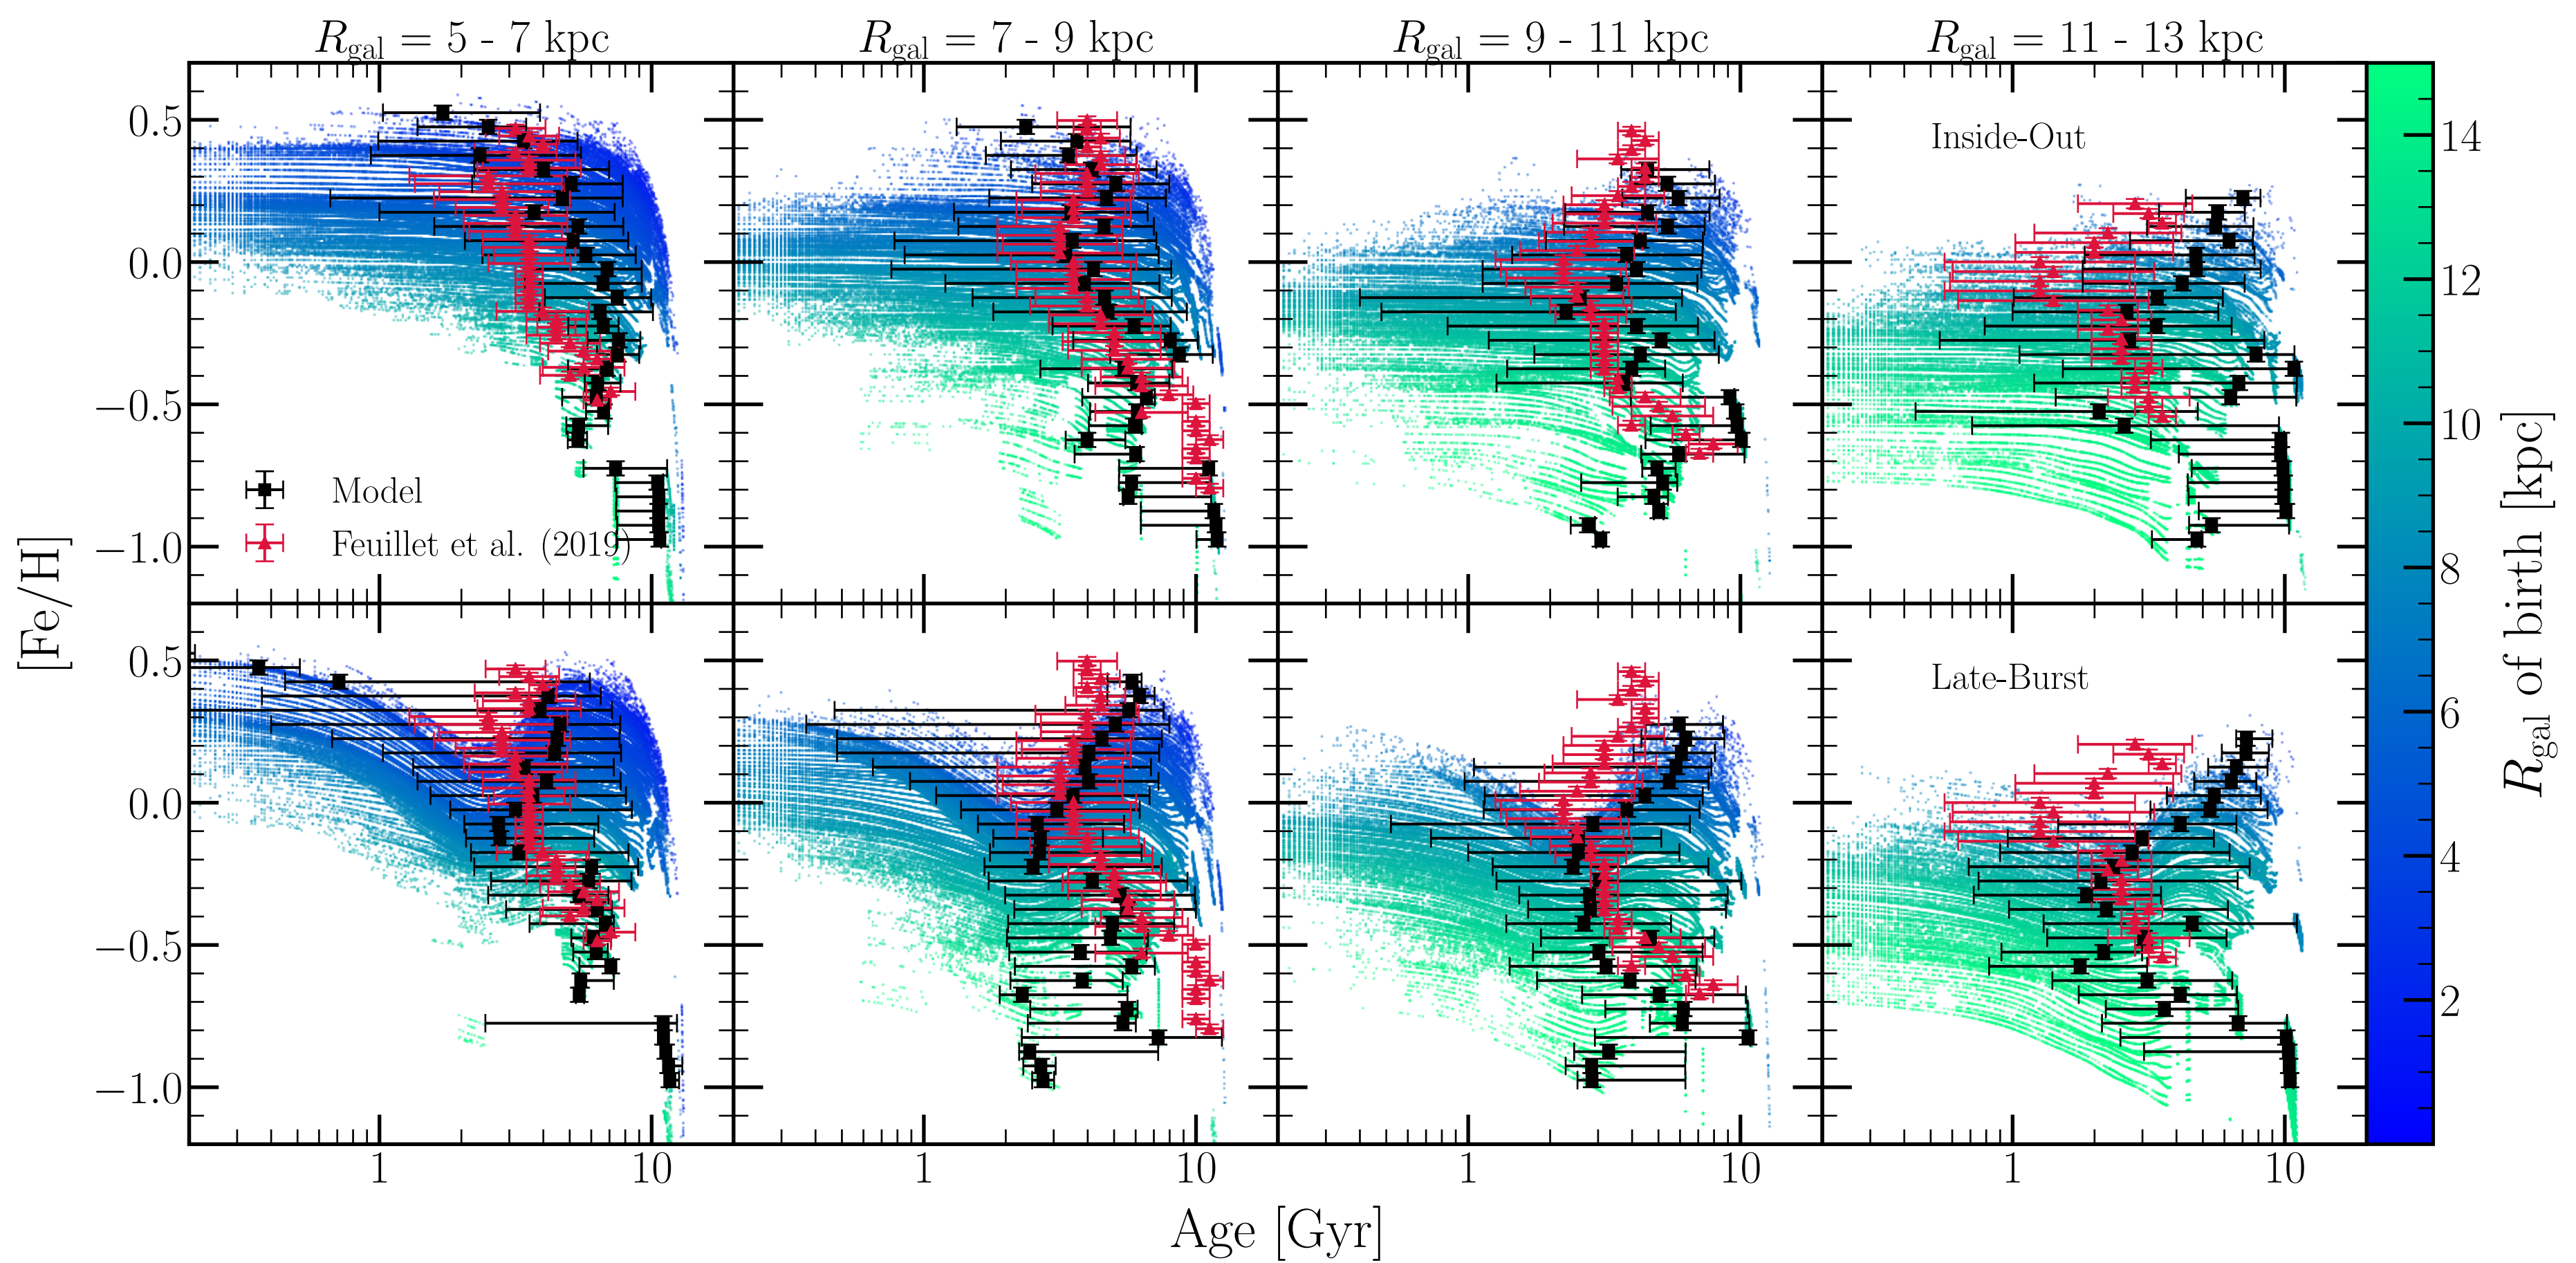 R_gal = 5 - 7 kpc
R_gal = 7 - 9 kpc
R_gal = 9 - 11 kpc
R_gal = 11 - 13 kpc
0.5
0.0
−0.5
−1.0
Model
Feuillet et al. (2019)
Inside-Out
0.5
0.0
−0.5
−1.0
Late-Burst
[Fe/H]
1
10
1
10
1
10
1
10
Age [Gyr]
14
12
10
8
6
4
2
R_gal of birth [kpc]